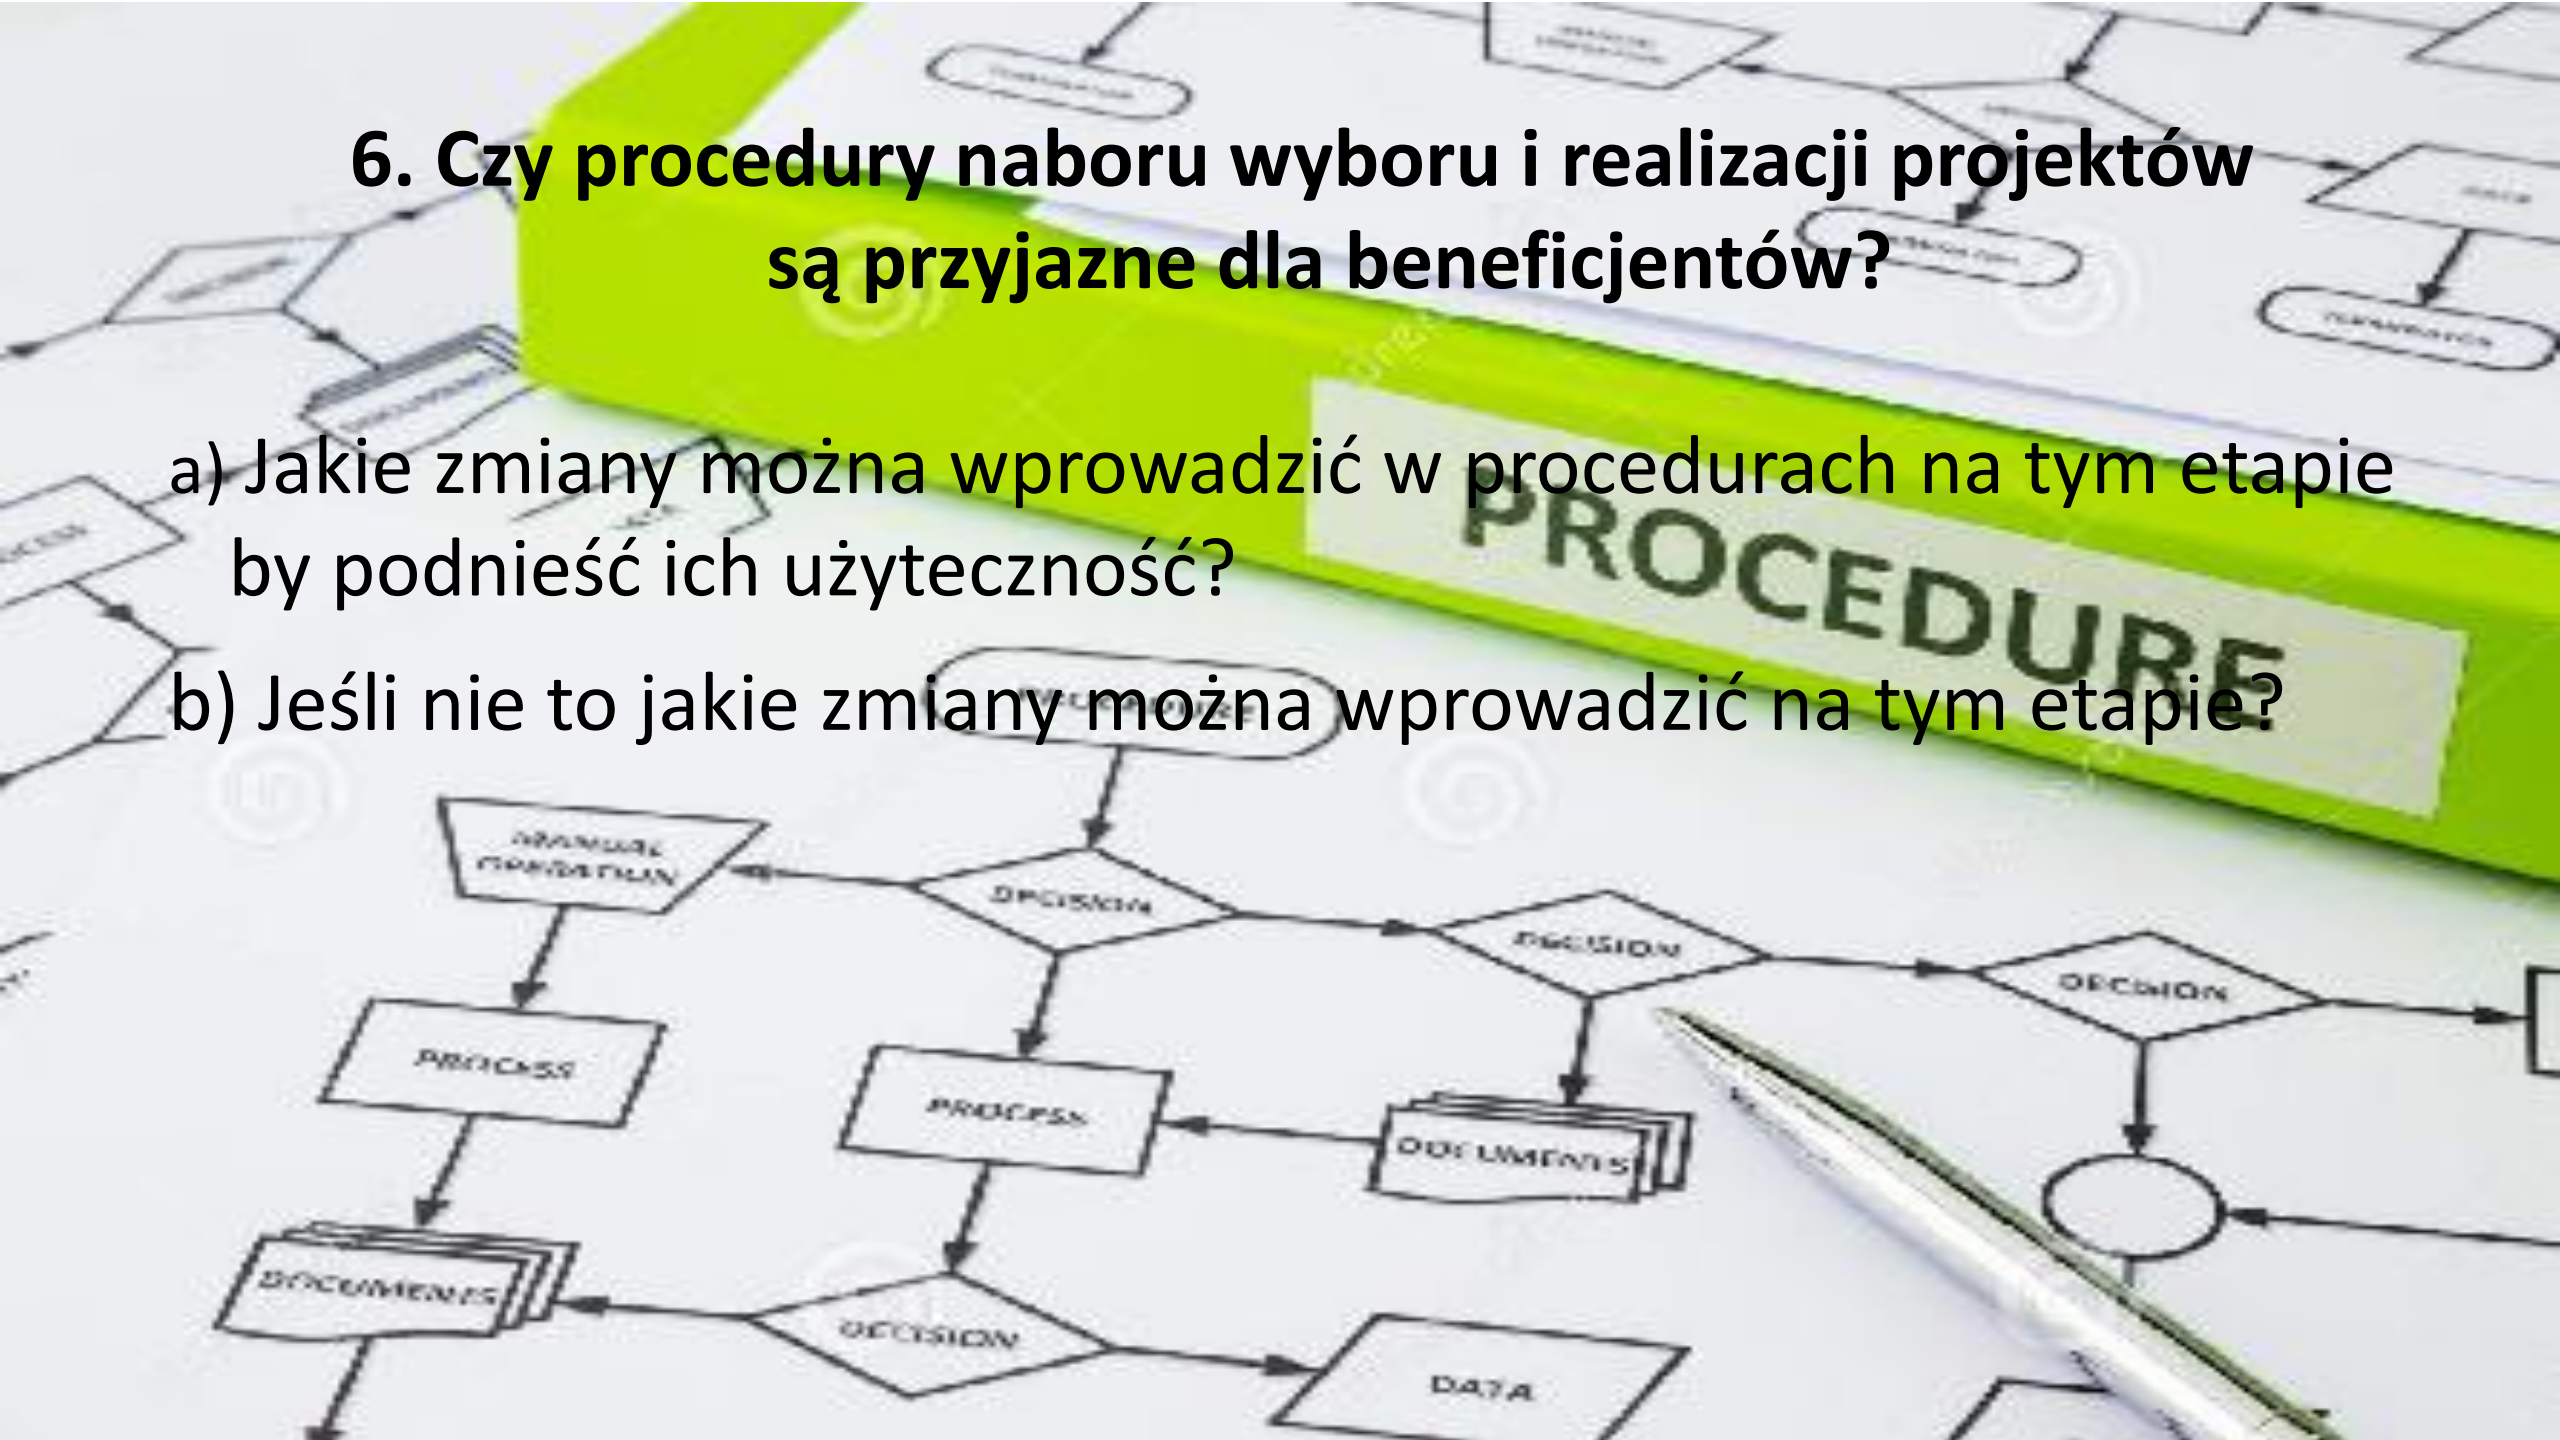 6. Czy procedury naboru wyboru i realizacji projektów
są przyjazne dla beneficjentów?
a) Jakie zmiany można wprowadzić w procedurach na tym etapie
by podnieść ich użyteczność?
PROCEDURE
b) Jeśli nie to jakie zmiany można wprowadzić na tym etapie?
MANUAL
OPERATION
DECISION
DECISION
DECISION
PROCESS
PROCESS
DOCUMENTS
DOCUMENTS
DECISION
DATA